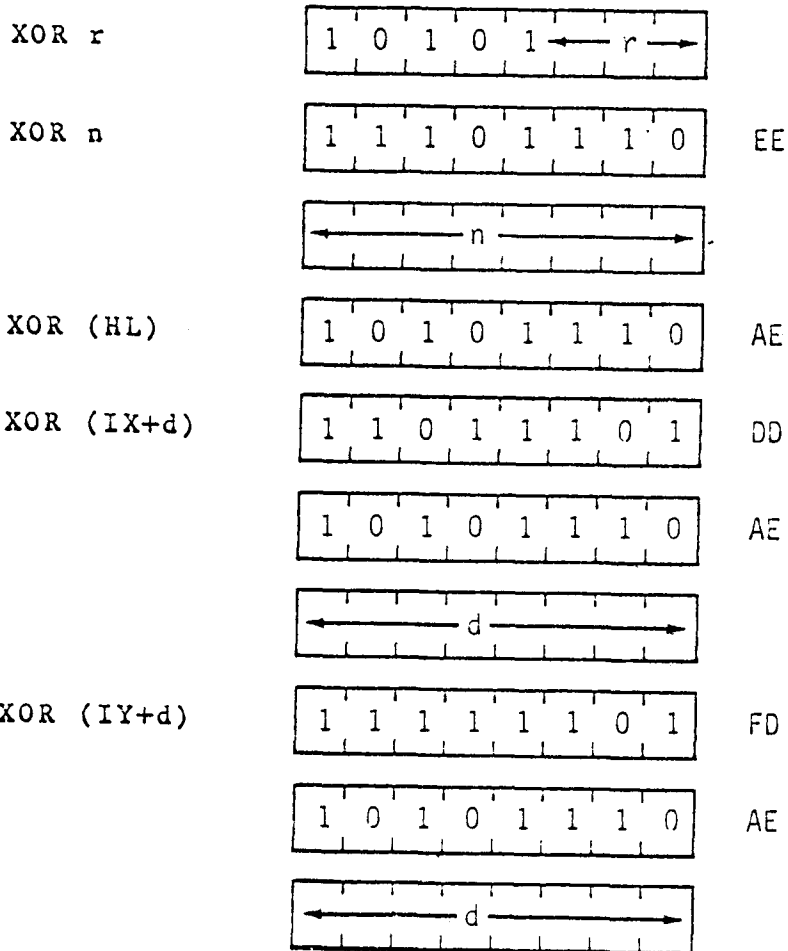 XOR r 1 0 1 0 1 r
XOR n 1 1 1 0 1 1 1 0 EE
n
XOR (HL) 1 0 1 0 1 1 1 0 AE
XOR (IX+d) 1 1 0 1 1 1 0 1 DD
1 0 1 0 1 1 1 0 AE
d
XOR (IY+d) 1 1 1 1 1 1 0 1 FD
1 0 1 0 1 1 1 0 AE
d